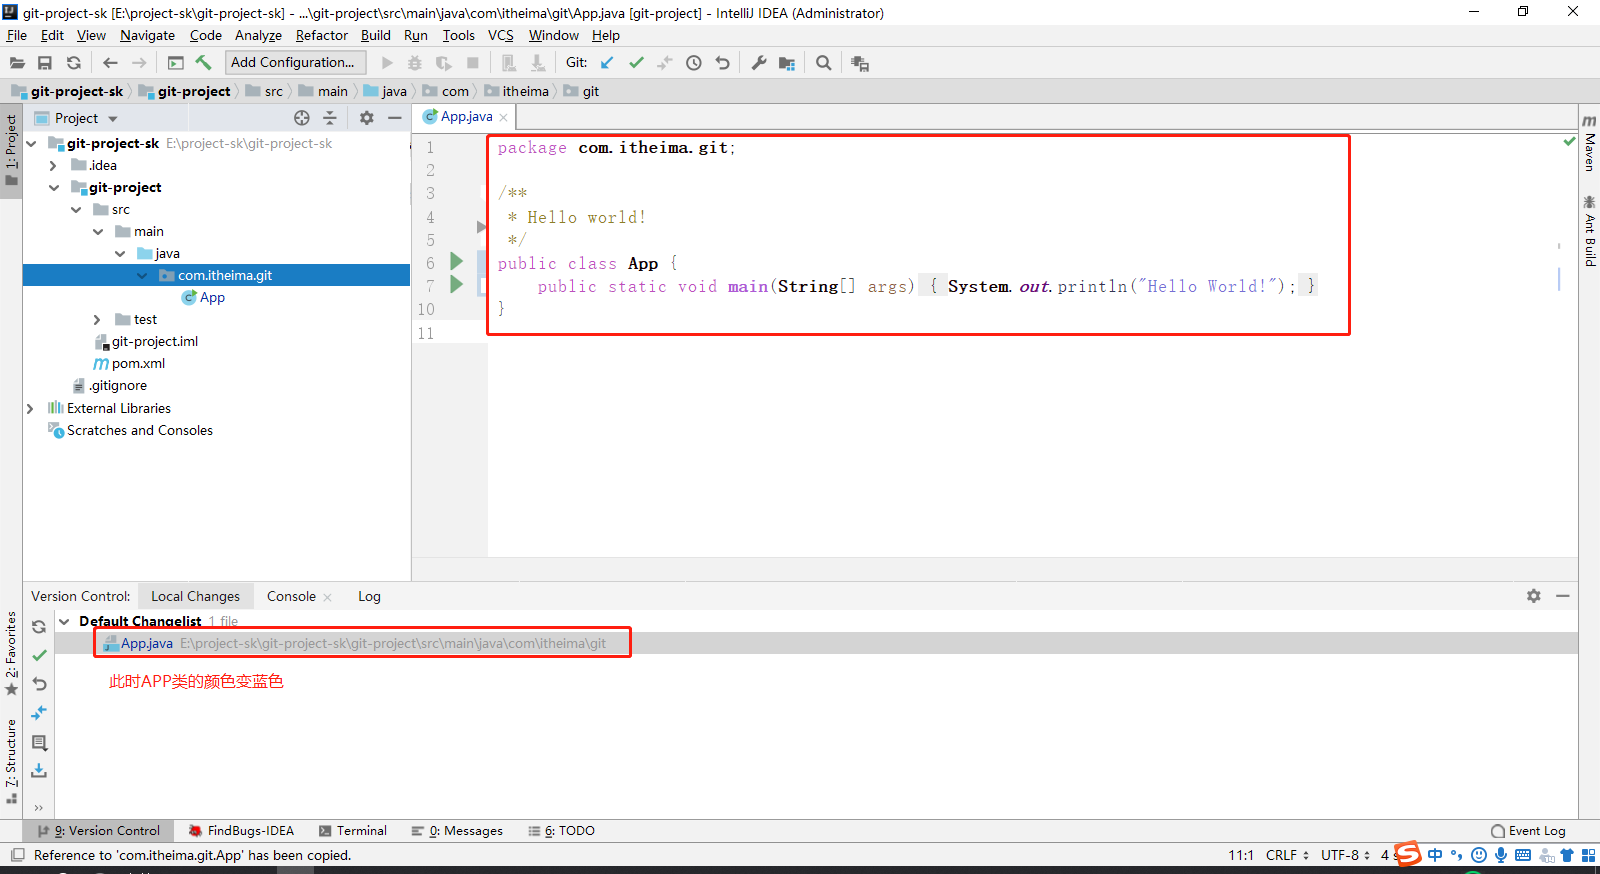 git-project-sk [E:\project-sk\git-project-sk] - ...\git-project\src\main\java\com\itheima\git\App.java [git-project] - IntelliJ IDEA (Administrator)
File Edit View Navigate Code Analyze Refactor Build Run Tools VCS Window Help
Add Configuration... Git:
git-project-sk git-project src main java com itheima git
1: Project
Project
App.java
git-project-sk E:\project-sk\git-project-sk
.idea
git-project
src
main
java
com.itheima.git
App
test
git-project.iml
pom.xml
.gitignore
External Libraries
Scratches and Consoles
1 package com.itheima.git;
2
3 /**
4 * Hello world!
5 */
6 public class App {
7 public static void main(String[] args) { System.out.println("Hello World!"); }
10 }
11
Maven
Ant Build
Version Control: Local Changes Console Log
Default Changelist 1 file
App.java E:\project-sk\git-project-sk\git-project\src\main\java\com\itheima\git
此时APP类的颜色变蓝色
2: Favorites
7: Structure
9: Version Control FindBugs-IDEA Terminal 0: Messages 6: TODO Event Log
Reference to 'com.itheima.git.App' has been copied. 11:1 CRLF UTF-8 4 s
中